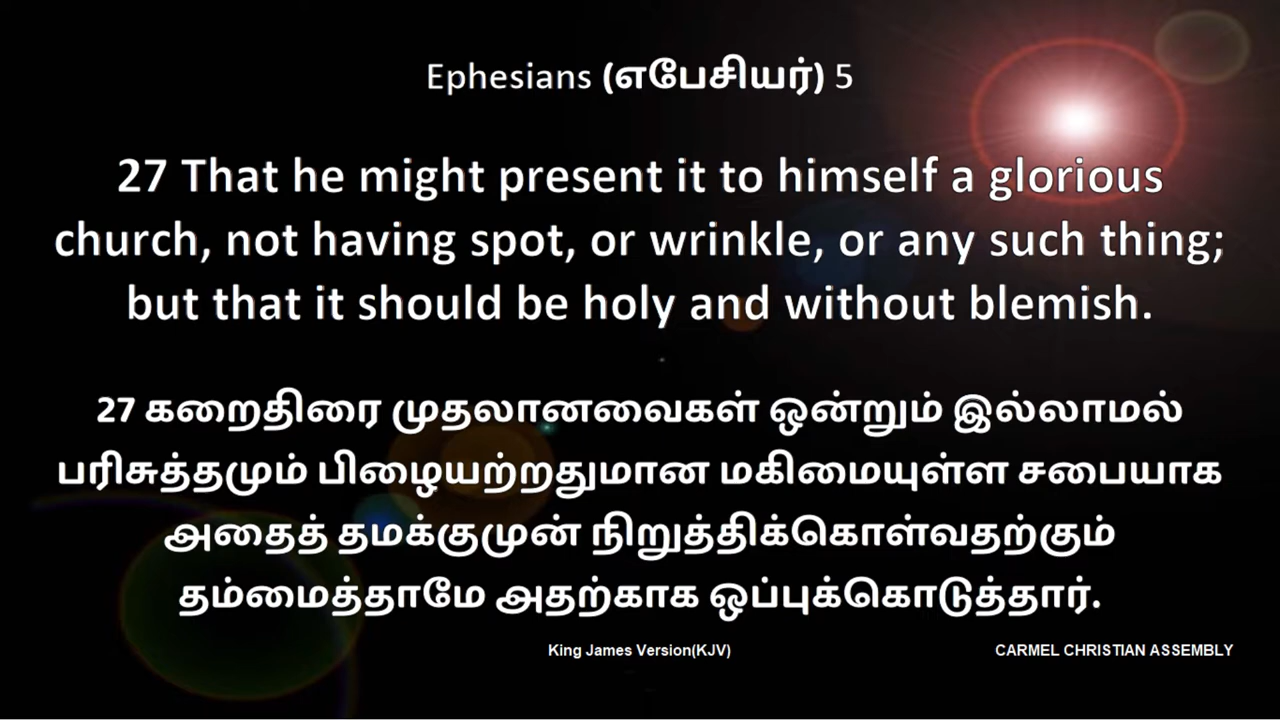 Ephesians (எபேசியர்) 5
27 That he might present it to himself a glorious
church, not having spot, or wrinkle, or any such thing;
but that it should be holy and without blemish.
27 கறைதிரை முதலானவைகள் ஒன்றும் இல்லாமல்
பரிசுத்தமும் பிழையற்றதுமான மகிமையுள்ள சபையாக
அதைத் தமக்குமுன் நிறுத்திக்கொள்வதற்கும்
தம்மைத்தாமே அதற்காக ஒப்புக்கொடுத்தார்.
King James Version(KJV)
CARMEL CHRISTIAN ASSEMBLY